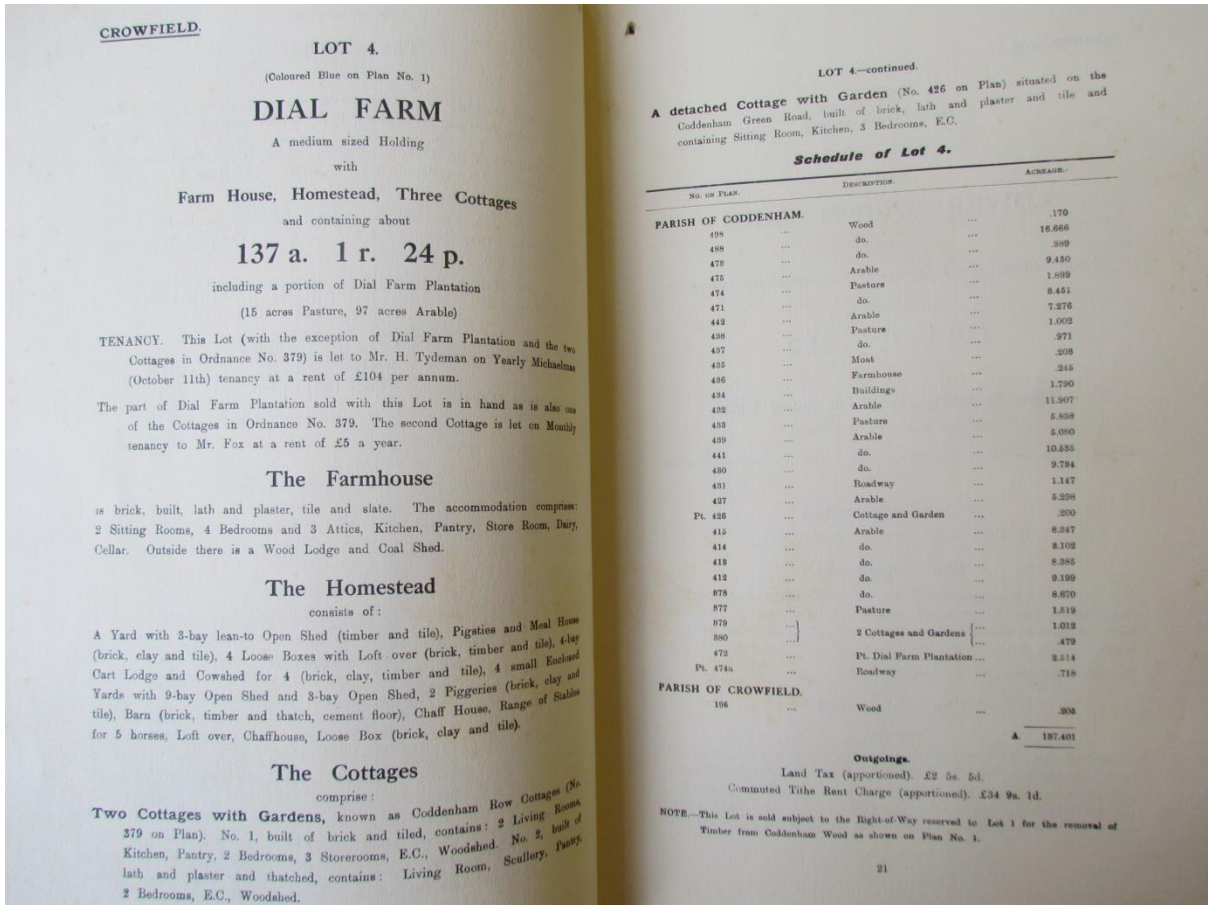 CROWFIELD.
LOT 4.
(Coloured Blue on Plan No. 1)
DIAL FARM
A medium sized Holding
with
Farm House, Homestead, Three Cottages
and containing about
137 a. 1 r. 24 p.
including a portion of Dial Farm Plantation
(15 acres Pasture, 97 acres Arable)
TENANCY. This Lot (with the exception of Dial Farm Plantation and the two
Cottages in Ordnance No. 379) is let to Mr. H. Tydeman on Yearly Michaelmas
(October 11th) tenancy at a rent of £104 per annum.
The part of Dial Farm Plantation sold with this Lot is in hand as is also one
of the Cottages in Ordnance No. 379. The second Cottage is let on Monthly
tenancy to Mr. Fox at a rent of £5 a year.
The Farmhouse
is brick, built, lath and plaster, tile and slate. The accommodation comprises:
2 Sitting Rooms, 4 Bedrooms and 3 Attics, Kitchen, Pantry, Store Room, Dairy,
Cellar. Outside there is a Wood Lodge and Coal Shed.
The Homestead
consists of:
A Yard with 3-bay lean-to Open Shed (timber and tile), Pigsties and Meal House
(brick, clay and tile), 4 Loose Boxes with Loft over (brick, timber and tile), 4-bay
Cart Lodge and Cowshed for 4 (brick, clay, timber and tile), 4 small Enclosed
Yards with 9-bay Open Shed and 3-bay Open Shed, 2 Piggeries (brick, clay and
tile), Barn (brick, timber and thatch, cement floor), Chaff House, Range of Stables
for 5 horses, Loft over, Chaffhouse, Loose Box (brick, clay and tile).
The Cottages
comprise:
Two Cottages with Gardens, known as Coddenham Row Cottages (No.
379 on Plan). No. 1, built of brick and tiled, contains: 2 Living Rooms,
Kitchen, Pantry, 2 Bedrooms, 3 Storerooms, E.C., Woodshed. No. 2, built of
lath and plaster and thatched, contains: Living Room, Scullery, Pantry,
2 Bedrooms, E.C., Woodshed.
LOT 4.—continued.
A detached Cottage with Garden (No. 426 on Plan) situated on the
Coddenham Green Road, built of brick, lath and plaster and tile and
containing Sitting Room, Kitchen, 3 Bedrooms, E.C.
Schedule of Lot 4.
No. on Plan. Description. Acreage.
PARISH OF CODDENHAM.
498 ... Wood ... .170
488 ... do. ... 16.666
478 ... do. ... .389
475 ... Arable ... 9.450
474 ... Pasture ... 1.899
471 ... do. ... 8.451
442 ... Arable ... 7.276
438 ... Pasture ... 1.002
437 ... do. ... .971
435 ... Moat ... .208
436 ... Farmhouse ... .245
434 ... Buildings ... 1.790
432 ... Arable ... 11.907
433 ... Pasture ... 5.838
439 ... Arable ... 5.080
441 ... do. ... 10.535
430 ... do. ... 9.784
431 ... Roadway ... 1.147
427 ... Arable ... 5.298
Pt. 426 ... Cottage and Garden ... .200
415 ... Arable ... 8.347
414 ... do. ... 8.102
413 ... do. ... 8.385
412 ... do. ... 9.199
378 ... do. ... 8.670
377 ... Pasture ... 1.519
379 ... 2 Cottages and Gardens ... 1.012
380 ... ... .479
472 ... Pt. Dial Farm Plantation ... 2.514
Pt. 474a ... Roadway ... .718
PARISH OF CROWFIELD.
196 ... Wood ... .205
A. 137.401
Outgoings.
Land Tax (apportioned). £2 5s. 5d.
Commuted Tithe Rent Charge (apportioned). £34 9s. 1d.
NOTE.—This Lot is sold subject to the Right-of-Way reserved to Lot 1 for the removal of
Timber from Coddenham Wood as shown on Plan No. 1.
21